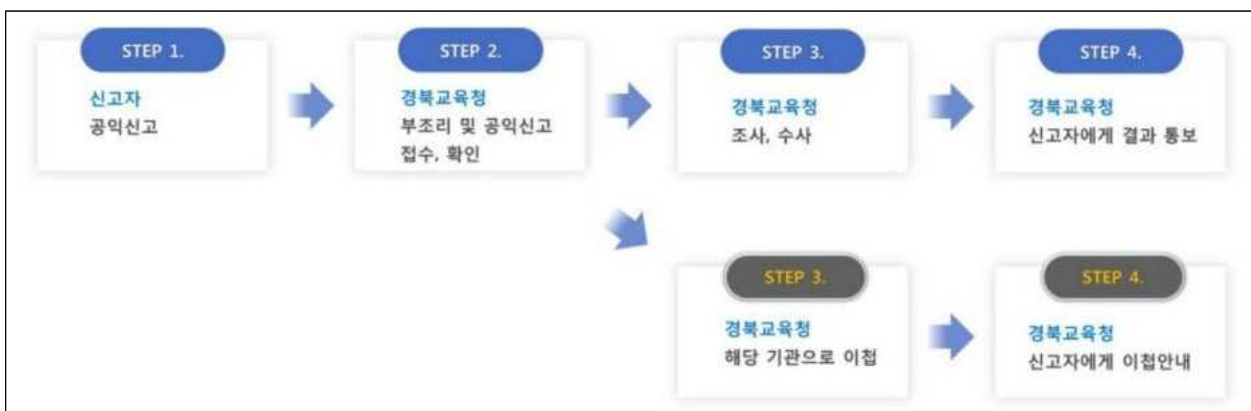 STEP 1.
신고자
공익신고
STEP 2.
경북교육청
부조리 및 공익신고
접수, 확인
STEP 3.
경북교육청
조사, 수사
STEP 4.
경북교육청
신고자에게 결과 통보
STEP 3.
경북교육청
해당 기관으로 이첩
STEP 4.
경북교육청
신고자에게 이첩안내